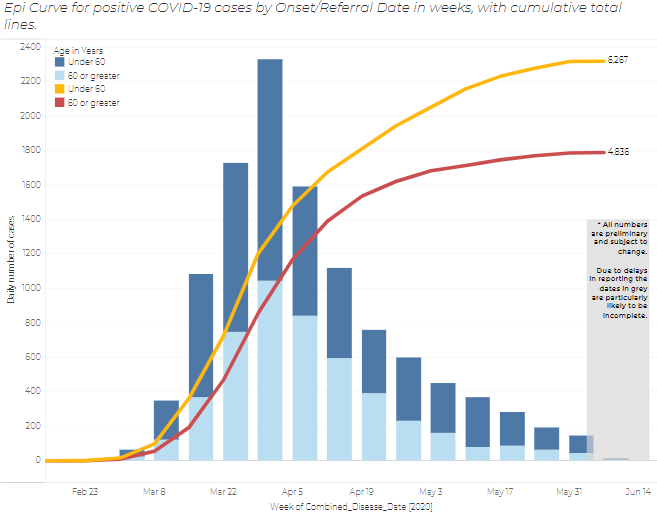 Epi Curve for positive COVID-19 cases by Onset/Referral Date in weeks, with cumulative total
lines.
Age in Years
Under 60
60 or greater
Under 60
60 or greater
Daily number of cases
2400
2200
2000
1800
1600
1400
1200
1000
800
600
400
200
0
6,267
4,836
* All numbers
are preliminary
and subject to
change.
Due to delays
in reporting the
dates in grey
are particularly
likely to be
incomplete.
Feb 23
Mar 8
Mar 22
Apr 5
Apr 19
May 3
May 17
May 31
Jun 14
Week of Combined_Disease_Date [2020]